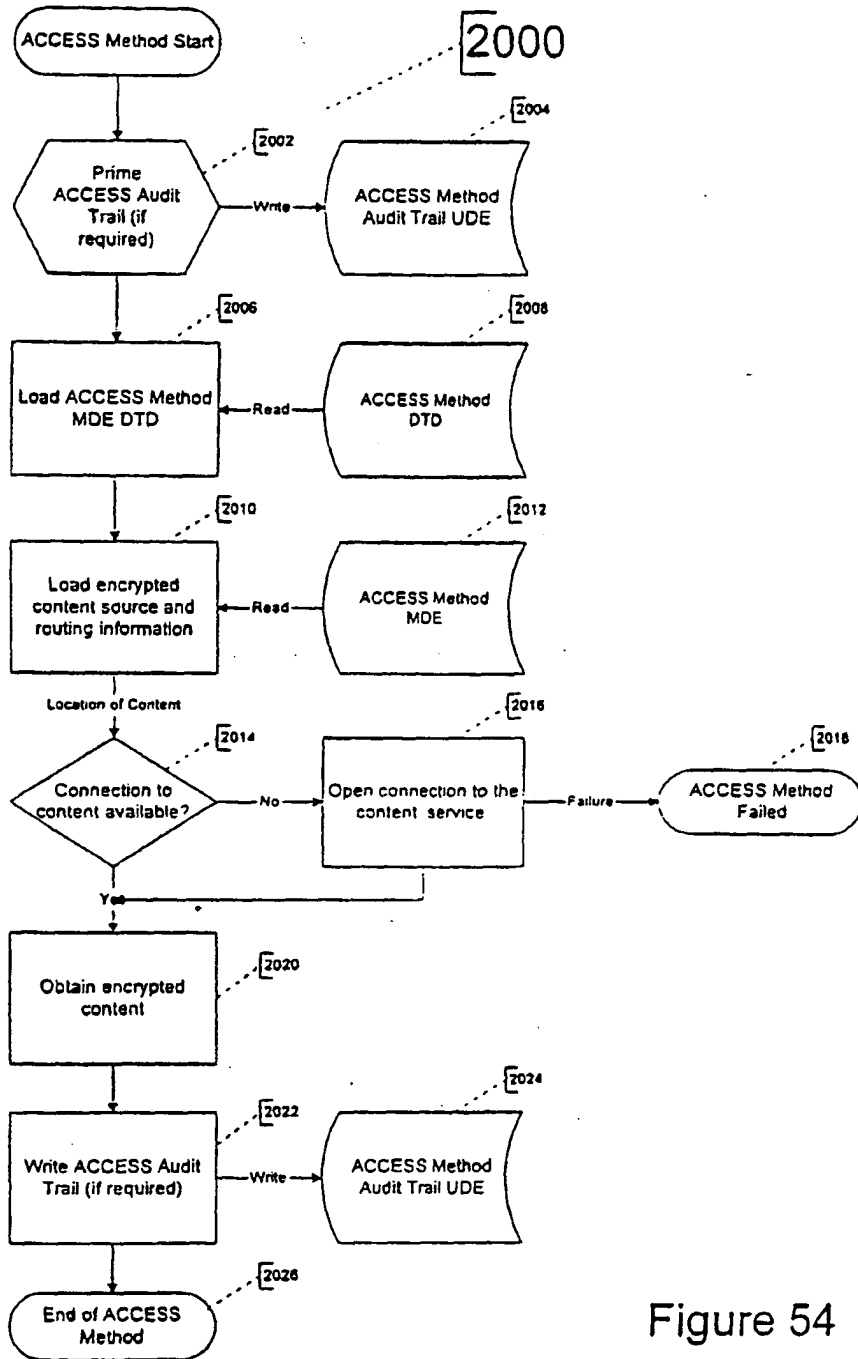 ACCESS Method Start
2000
2002
2004
Prime
ACCESS Audit
Trail (if
required)
Write
ACCESS Method
Audit Trail UDE
2006
2008
Load ACCESS Method
MDE DTD
Read
ACCESS Method
DTD
2010
2012
Load encrypted
content source and
routing information
Read
ACCESS Method
MDE
Location of Content
2014
2016
2018
Connection to
content available?
No
Open connection to the
content service
Failure
ACCESS Method
Failed
Y
2020
Obtain encrypted
content
2022
2024
Write ACCESS Audit
Trail (if required)
Write
ACCESS Method
Audit Trail UDE
2026
End of ACCESS
Method
Figure 54